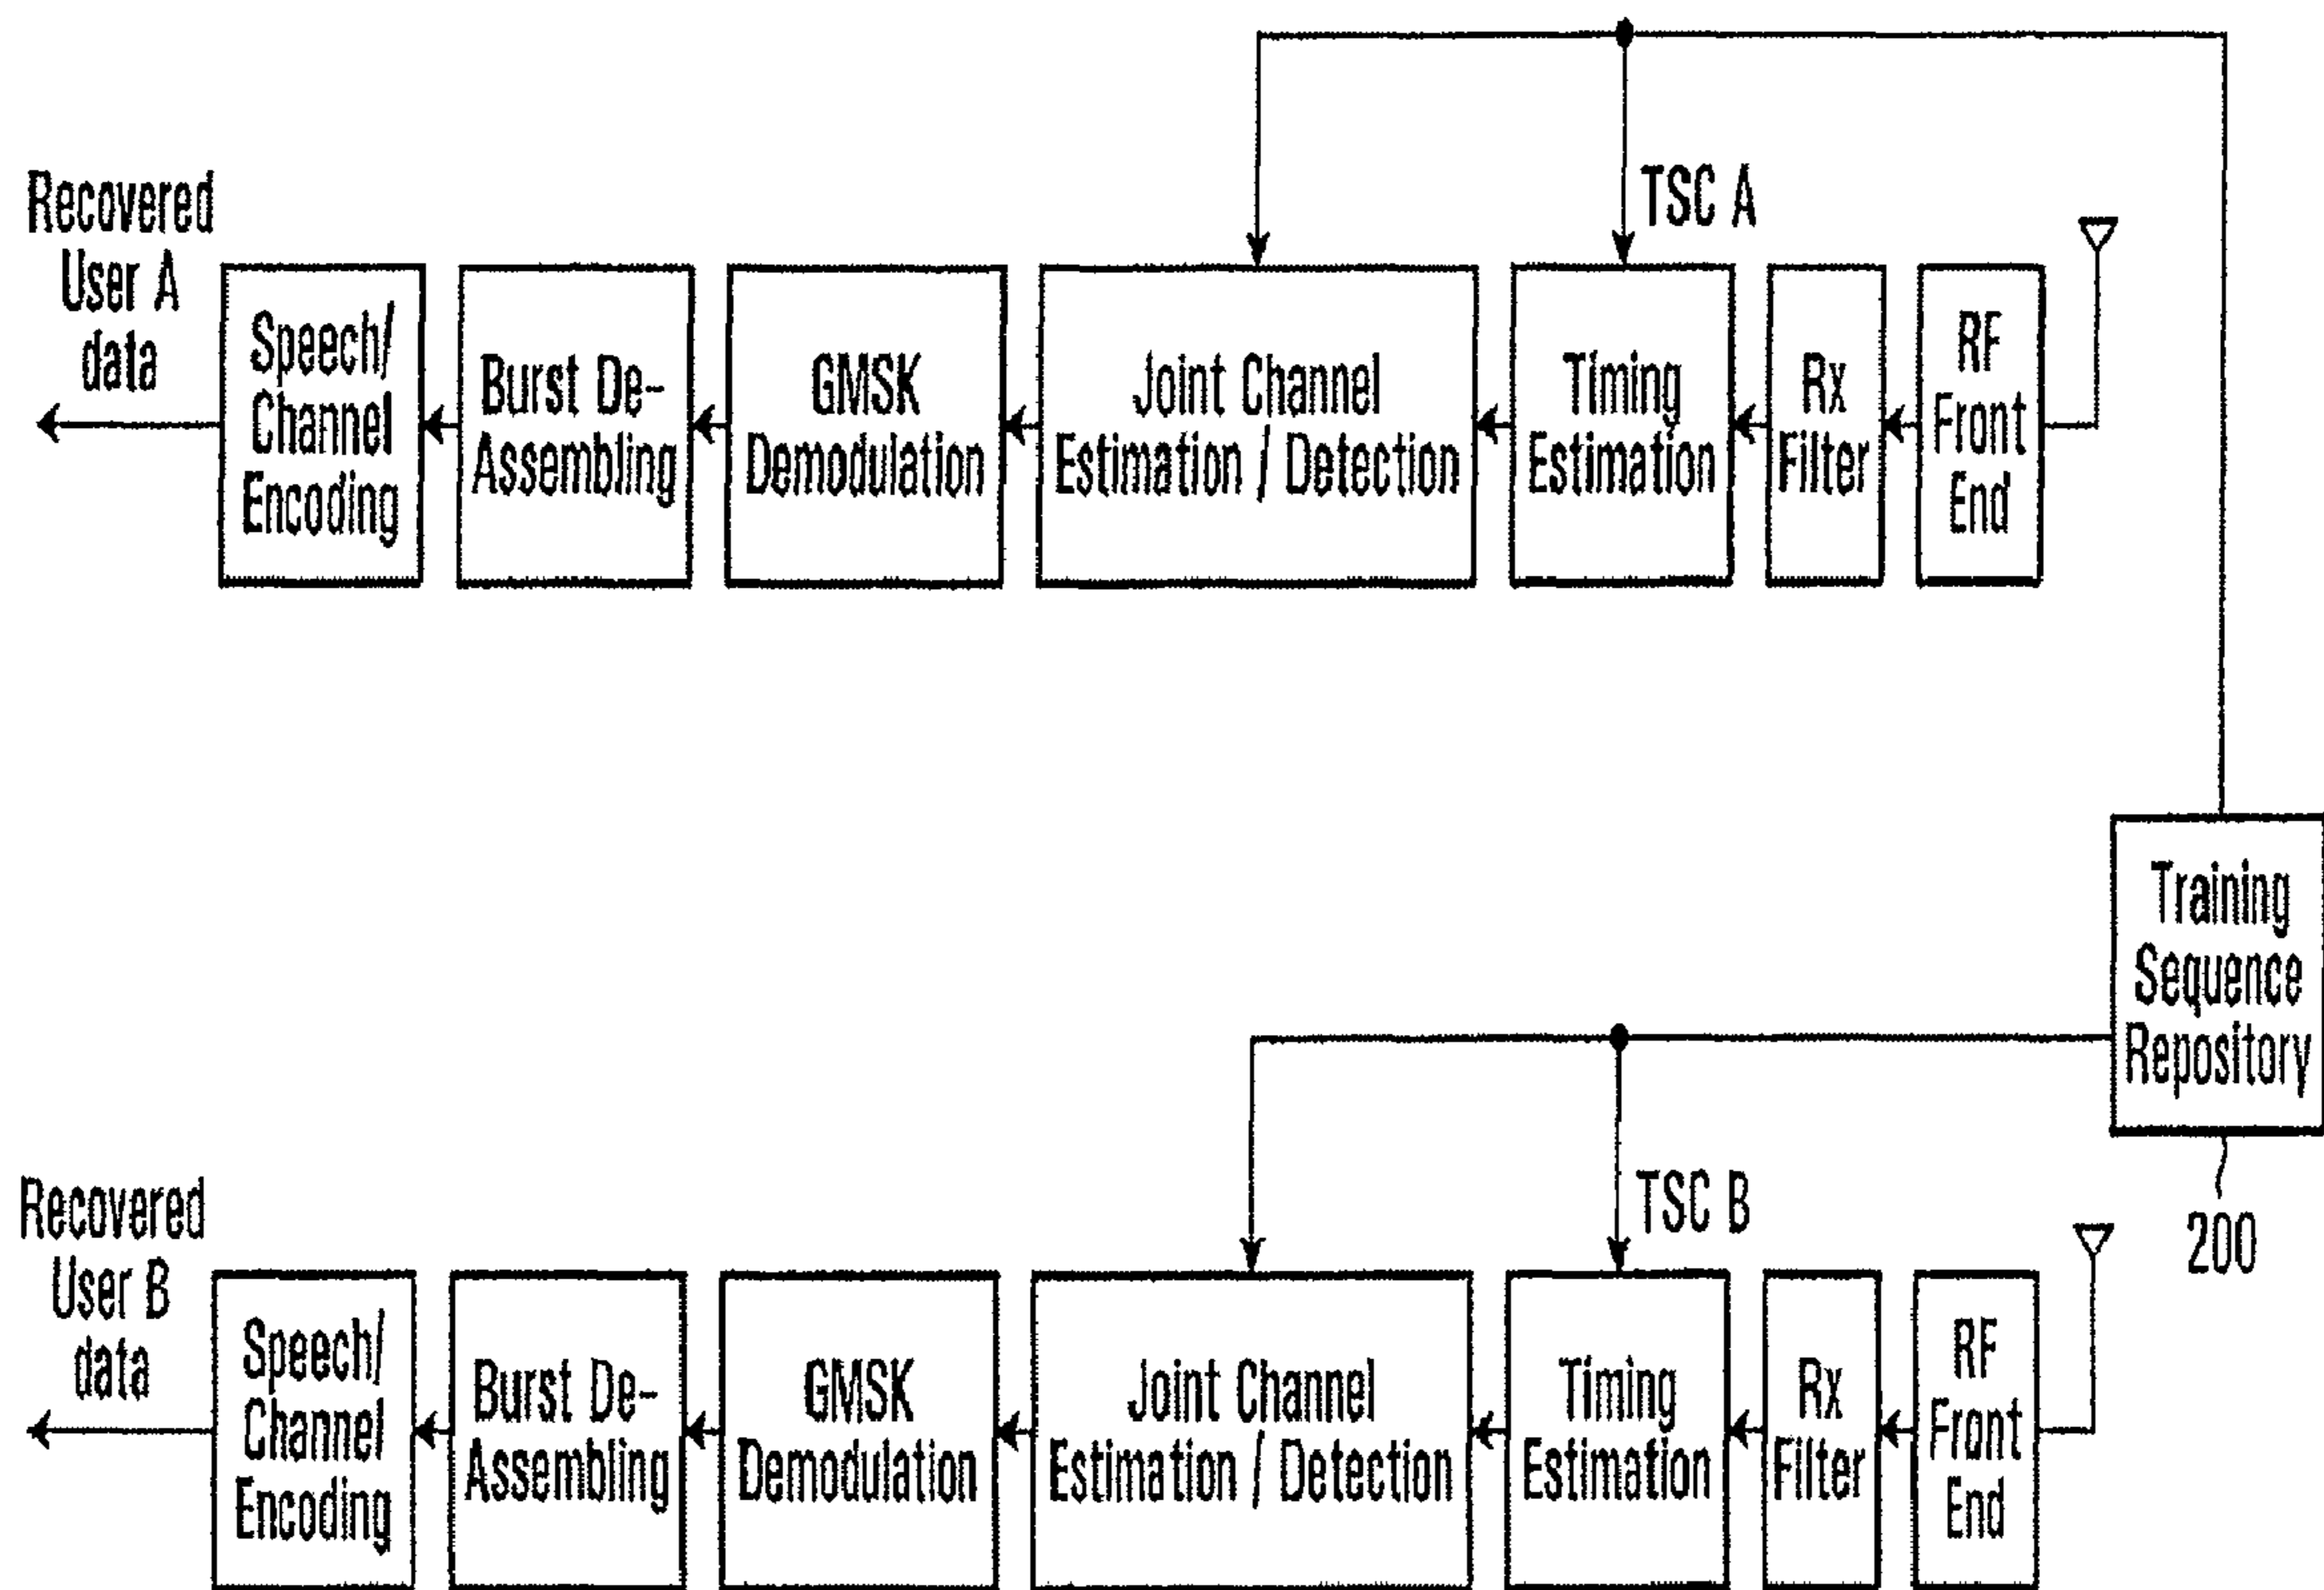 TSC A
Recovered
User A
data
Speech/
Channel
Encoding
Burst De-
Assembling
GMSK
Demodulation
Joint Channel
Estimation / Detection
Timing
Estimation
Rx
Filter
RF
Front
End
Training
Sequence
Repository
200
TSC B
Recovered
User B
data
Speech/
Channel
Encoding
Burst De-
Assembling
GMSK
Demodulation
Joint Channel
Estimation / Detection
Timing
Estimation
Rx
Filter
RF
Front
End